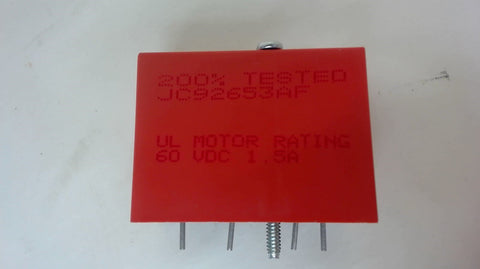 200% TESTED
JC92653AF
UL MOTOR RATING
60 VDC 1.5A